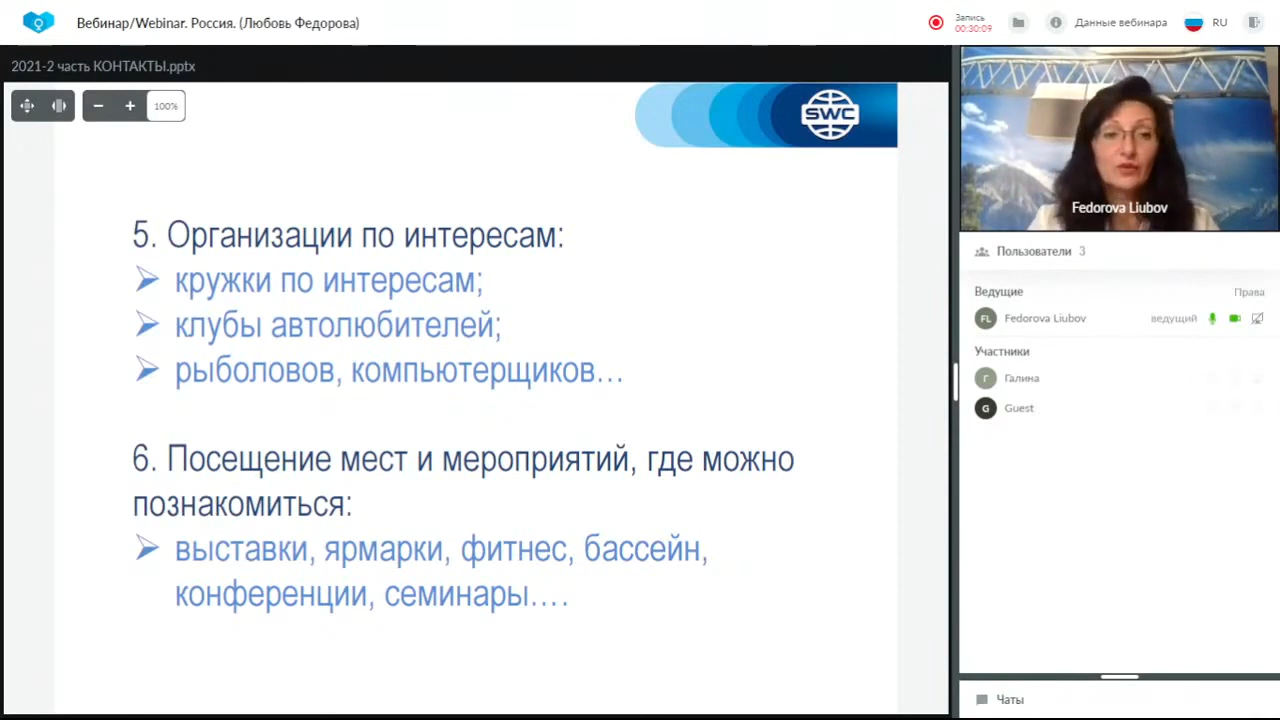 Вебинар/Webinar. Россия. (Любовь Федорова)
Запись
00:30:09
Данные вебинара
RU
2021-2 часть КОНТАКТЫ.pptx
100%
SWC
5. Организации по интересам:
кружки по интересам;
клубы автолюбителей;
рыболовов, компьютерщиков…
6. Посещение мест и мероприятий, где можно
познакомиться:
выставки, ярмарки, фитнес, бассейн,
конференции, семинары….
Fedorova Liubov
Пользователи 3
Ведущие Права
FL Fedorova Liubov ведущий
Участники
Г Галина
G Guest
Чаты